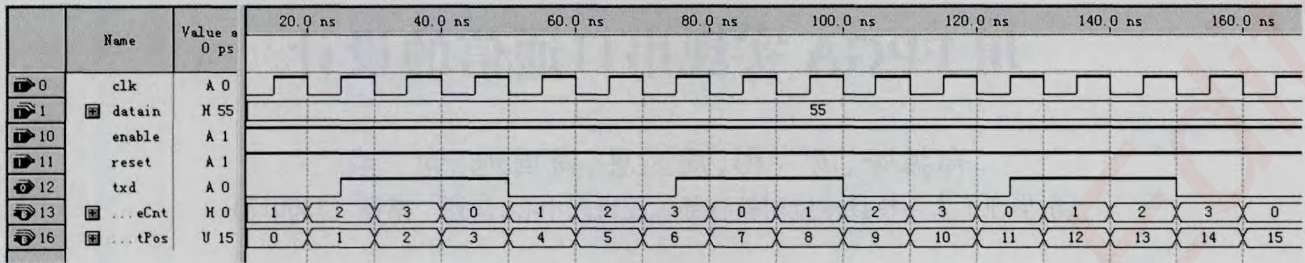 20.0 ns 40.0 ns 60.0 ns 80.0 ns 100.0 ns 120.0 ns 140.0 ns 160.0 ns
Name Value a
0 ps
0 clk A 0
1 datain H 55 55
10 enable A 1
11 reset A 1
12 txd A 0
13 ...eCnt H 0 1 2 3 0 1 2 3 0 1 2 3 0 1 2 3 0
16 ...tPos U 15 0 1 2 3 4 5 6 7 8 9 10 11 12 13 14 15